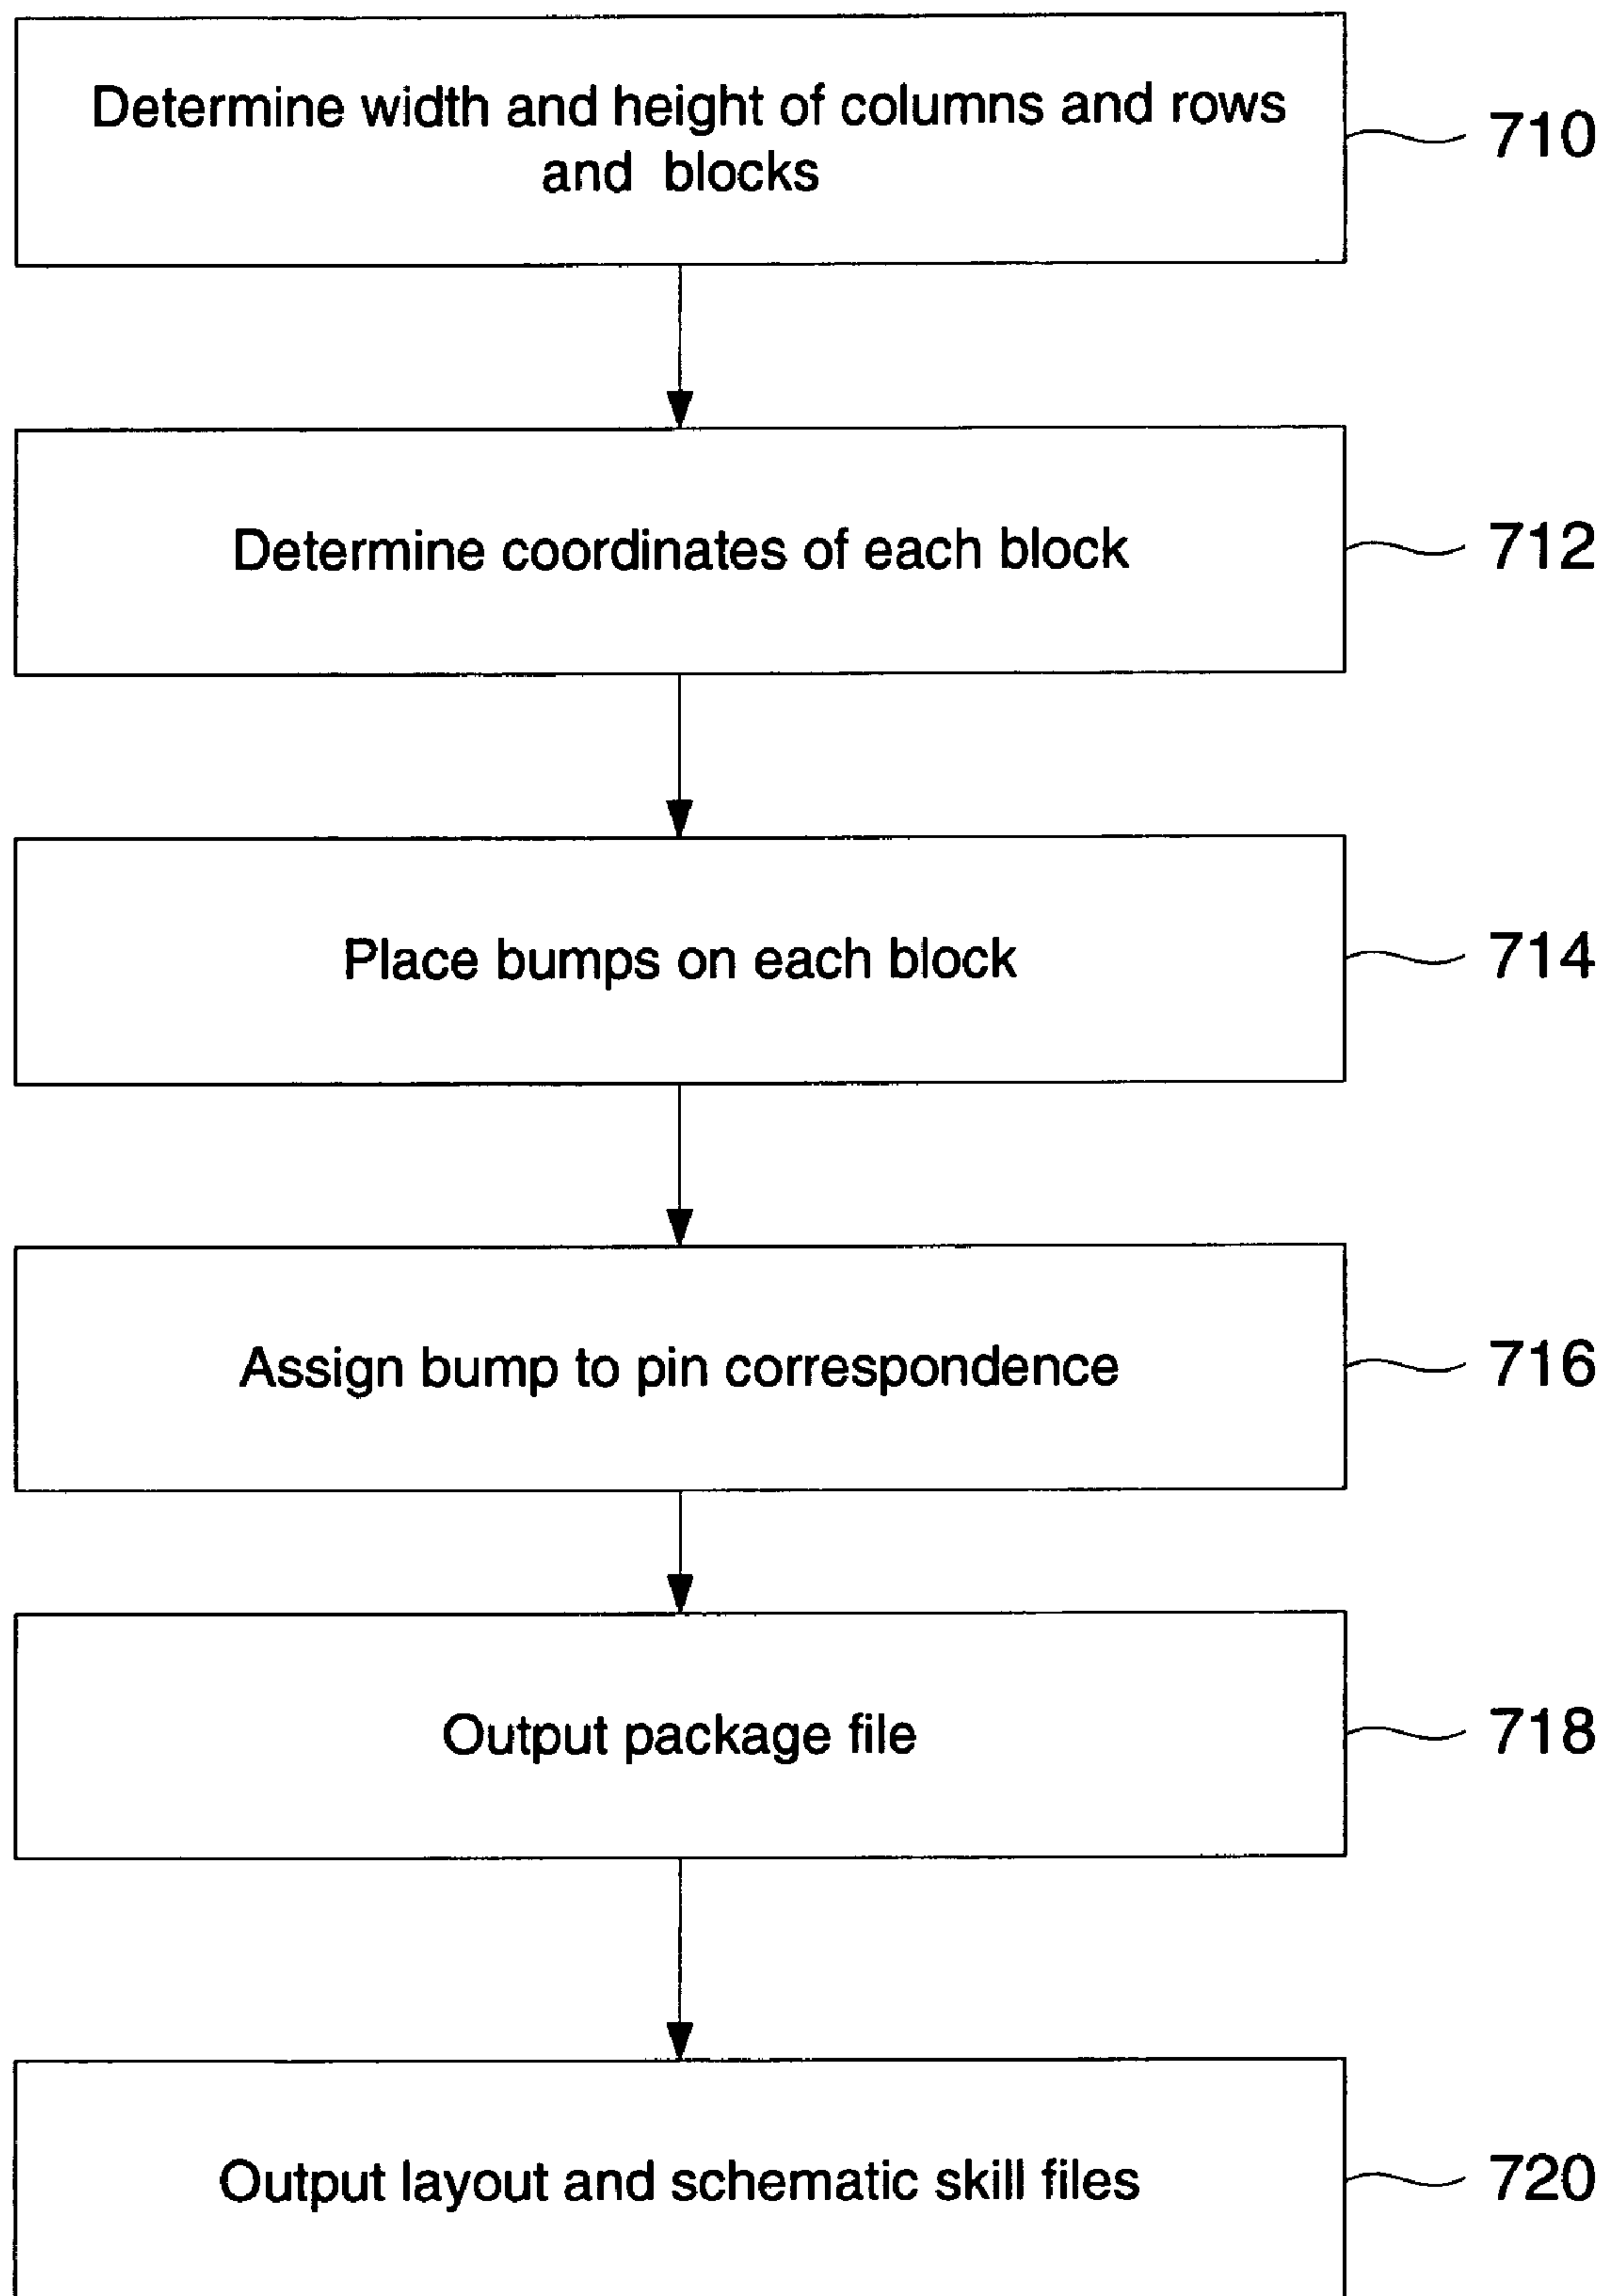 Determine width and height of columns and rows
and blocks
710
Determine coordinates of each block
712
Place bumps on each block
714
Assign bump to pin correspondence
716
Output package file
718
Output layout and schematic skill files
720